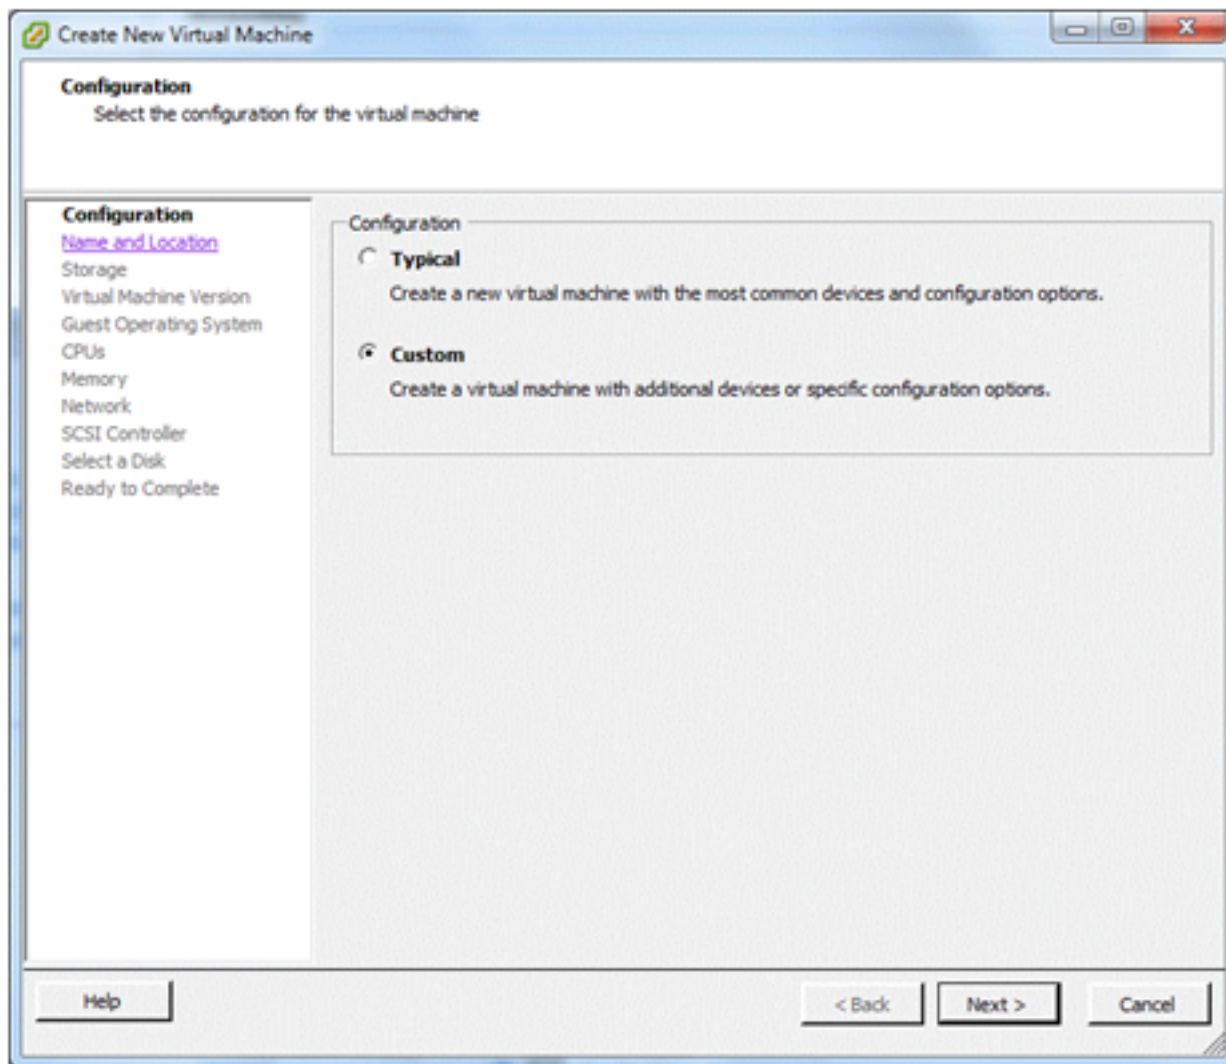 Create New Virtual Machine
Configuration
Select the configuration for the virtual machine
Configuration
Name and Location
Storage
Virtual Machine Version
Guest Operating System
CPUs
Memory
Network
SCSI Controller
Select a Disk
Ready to Complete
Configuration
Typical
Create a new virtual machine with the most common devices and configuration options.
Custom
Create a virtual machine with additional devices or specific configuration options.
Help
< Back
Next >
Cancel